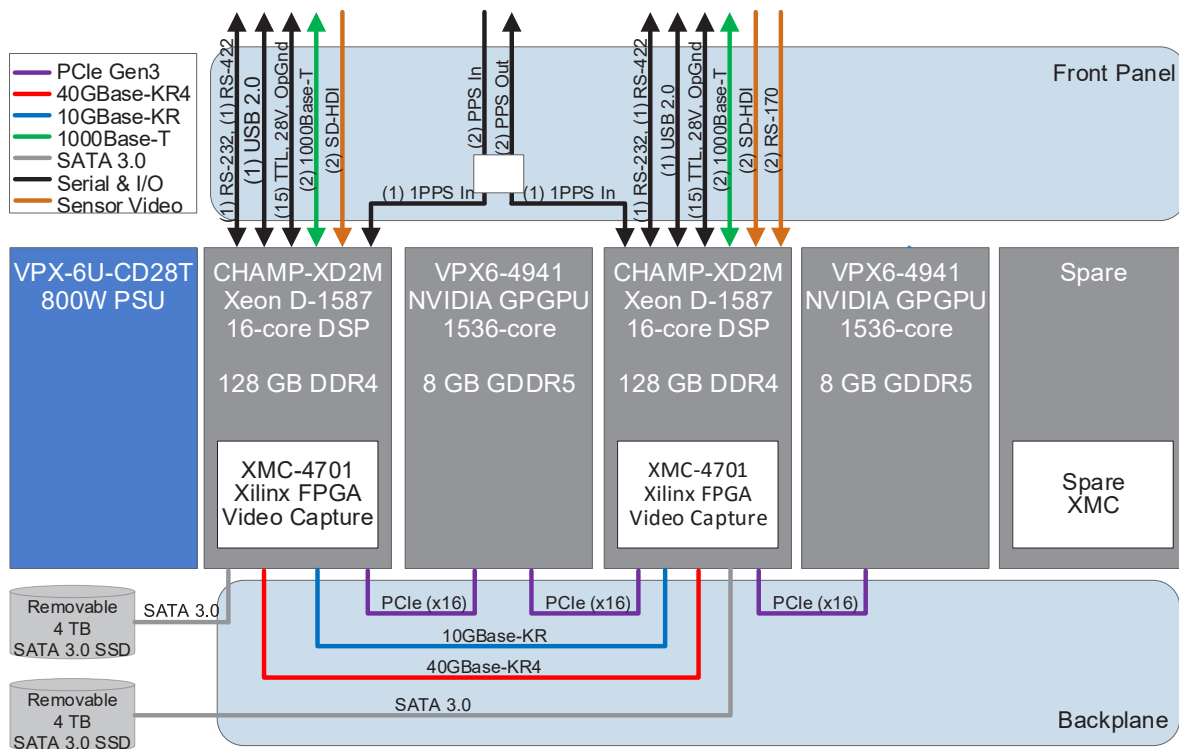 PCIe Gen3
40GBase-KR4
10GBase-KR
1000Base-T
SATA 3.0
Serial & I/O
Sensor Video
Front Panel
(1) RS-232, (1) RS-422
(1) USB 2.0
(15) TTL, 28V, OpGnd
(2) 1000Base-T
(2) SD-HDI
(2) PPS In
(2) PPS Out
(1) RS-232, (1) RS-422
(1) USB 2.0
(15) TTL, 28V, OpGnd
(2) 1000Base-T
(2) SD-HDI
(2) RS-170
(1) 1PPS In
(1) 1PPS In
VPX-6U-CD28T
800W PSU
CHAMP-XD2M
Xeon D-1587
16-core DSP
128 GB DDR4
XMC-4701
Xilinx FPGA
Video Capture
VPX6-4941
NVIDIA GPGPU
1536-core
8 GB GDDR5
CHAMP-XD2M
Xeon D-1587
16-core DSP
128 GB DDR4
XMC-4701
Xilinx FPGA
Video Capture
VPX6-4941
NVIDIA GPGPU
1536-core
8 GB GDDR5
Spare
Spare
XMC
Removable
4 TB
SATA 3.0 SSD
SATA 3.0
PCIe (x16)
PCIe (x16)
PCIe (x16)
10GBase-KR
40GBase-KR4
Removable
4 TB
SATA 3.0 SSD
SATA 3.0
Backplane